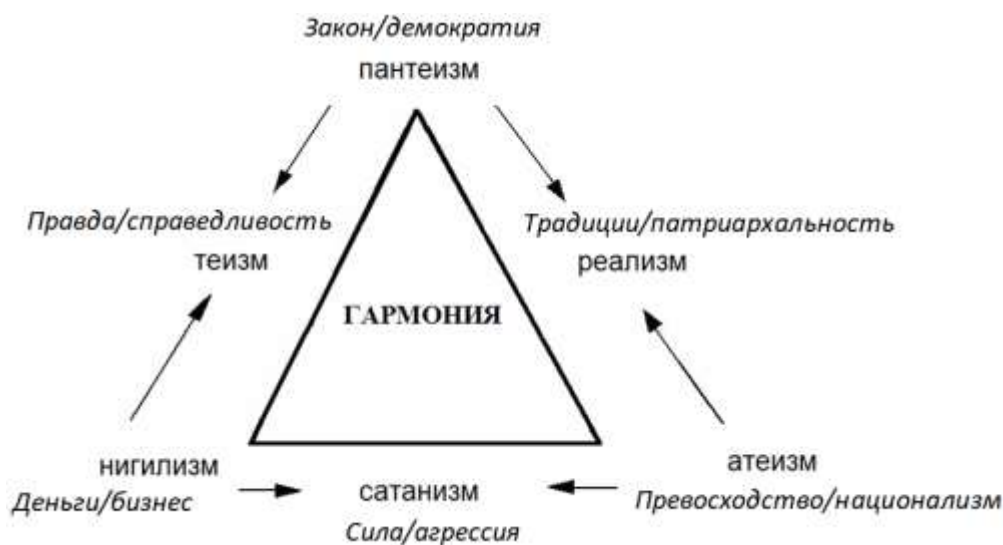 Закон/демократия
пантеизм
Правда/справедливость
теизм
Традиции/патриархальность
реализм
ГАРМОНИЯ
нигилизм
Деньги/бизнес
сатанизм
Сила/агрессия
атеизм
Превосходство/национализм